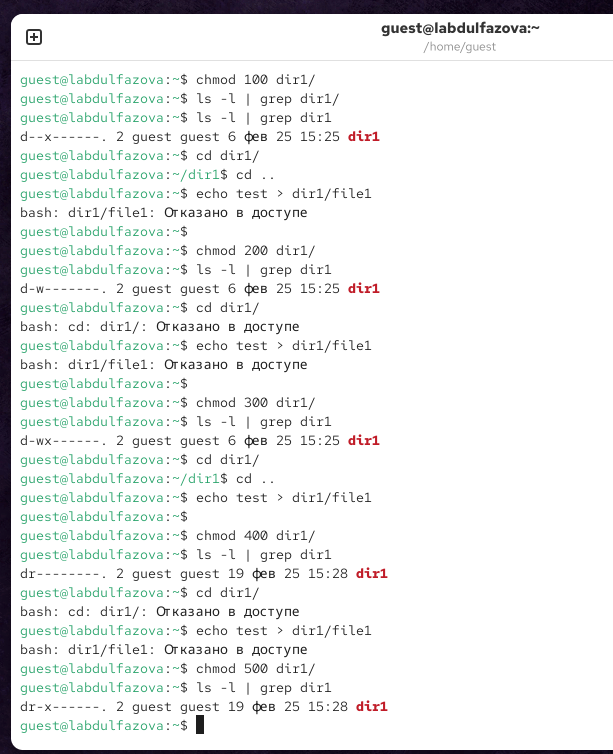 guest@labdulfazova:~
/home/guest
guest@labdulfazova:~$ chmod 100 dir1/
guest@labdulfazova:~$ ls -l | grep dir1/
guest@labdulfazova:~$ ls -l | grep dir1
d--x------. 2 guest guest 6 фев 25 15:25 dir1
guest@labdulfazova:~$ cd dir1/
guest@labdulfazova:~/dir1$ cd ..
guest@labdulfazova:~$ echo test > dir1/file1
bash: dir1/file1: Отказано в доступе
guest@labdulfazova:~$
guest@labdulfazova:~$ chmod 200 dir1/
guest@labdulfazova:~$ ls -l | grep dir1
d-w-------. 2 guest guest 6 фев 25 15:25 dir1
guest@labdulfazova:~$ cd dir1/
bash: cd: dir1/: Отказано в доступе
guest@labdulfazova:~$ echo test > dir1/file1
bash: dir1/file1: Отказано в доступе
guest@labdulfazova:~$
guest@labdulfazova:~$ chmod 300 dir1/
guest@labdulfazova:~$ ls -l | grep dir1
d-wx------. 2 guest guest 6 фев 25 15:25 dir1
guest@labdulfazova:~$ cd dir1/
guest@labdulfazova:~/dir1$ cd ..
guest@labdulfazova:~$ echo test > dir1/file1
guest@labdulfazova:~$
guest@labdulfazova:~$ chmod 400 dir1/
guest@labdulfazova:~$ ls -l | grep dir1
dr--------. 2 guest guest 19 фев 25 15:28 dir1
guest@labdulfazova:~$ cd dir1/
bash: cd: dir1/: Отказано в доступе
guest@labdulfazova:~$ echo test > dir1/file1
bash: dir1/file1: Отказано в доступе
guest@labdulfazova:~$ chmod 500 dir1/
guest@labdulfazova:~$ ls -l | grep dir1
dr-x------. 2 guest guest 19 фев 25 15:28 dir1
guest@labdulfazova:~$